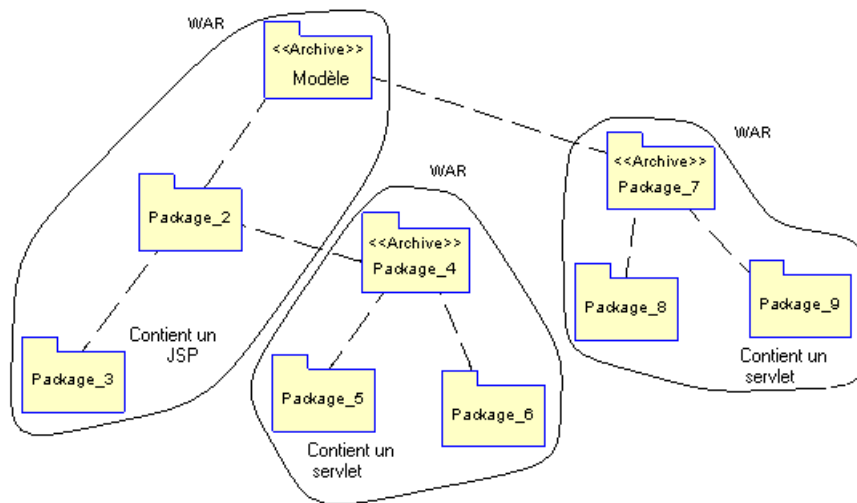 WAR
<<Archive>>
Modèle
WAR
<<Archive>>
Package_7
WAR
Package_2
<<Archive>>
Package_4
Package_8
Package_9
Contient un
JSP
Contient un
servlet
Package_3
Package_5
Package_6
Contient un
servlet